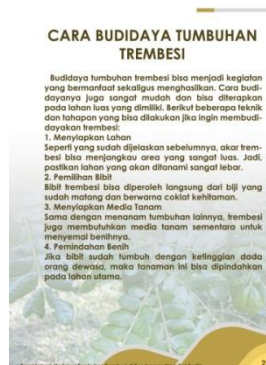 CARA BUDIDAYA TUMBUHAN
TREMBESI
Budidaya tumbuhan trembesi bisa menjadi kegiatan
yang bermanfaat sekaligus menghasilkan. Cara budi-
dayanya juga sangat mudah dan bisa diterapkan
pada lahan luas yang dimiliki. Berikut beberapa teknik
dan tahapan yang bisa dilakukan jika ingin membudi-
dayakan trembesi:
1. Menyiapkan Lahan
Seperti yang sudah dijelaskan sebelumnya, akar trem-
besi bisa menjangkau area yang sangat luas. Jadi,
pastikan lahan yang akan ditanami sangat lebar.
2. Pemilihan Bibit
Bibit trembesi bisa diperoleh langsung dari biji yang
sudah matang dan berwarna coklat kehitaman.
3. Menyiapkan Media Tanam
Sama dengan menanam tumbuhan lainnya, trembesi
juga membutuhkan media tanam sementara untuk
menyemai benihnya.
4. Pemindahan Benih
Jika bibit sudah tumbuh dengan ketinggian dada
orang dewasa, maka tanaman ini bisa dipindahkan
pada lahan utama.